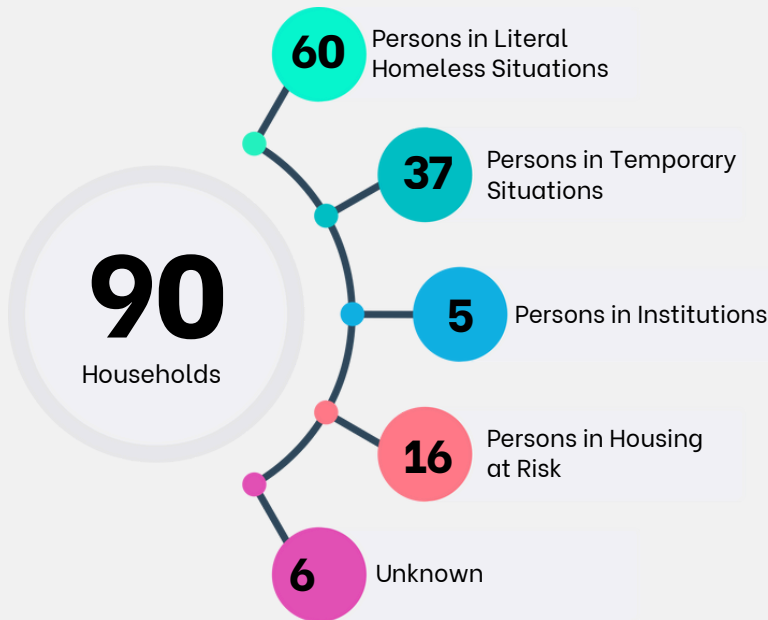 60
Persons in Literal
Homeless Situations
37
Persons in Temporary
Situations
90
Households
5
Persons in Institutions
16
Persons in Housing
at Risk
6
Unknown